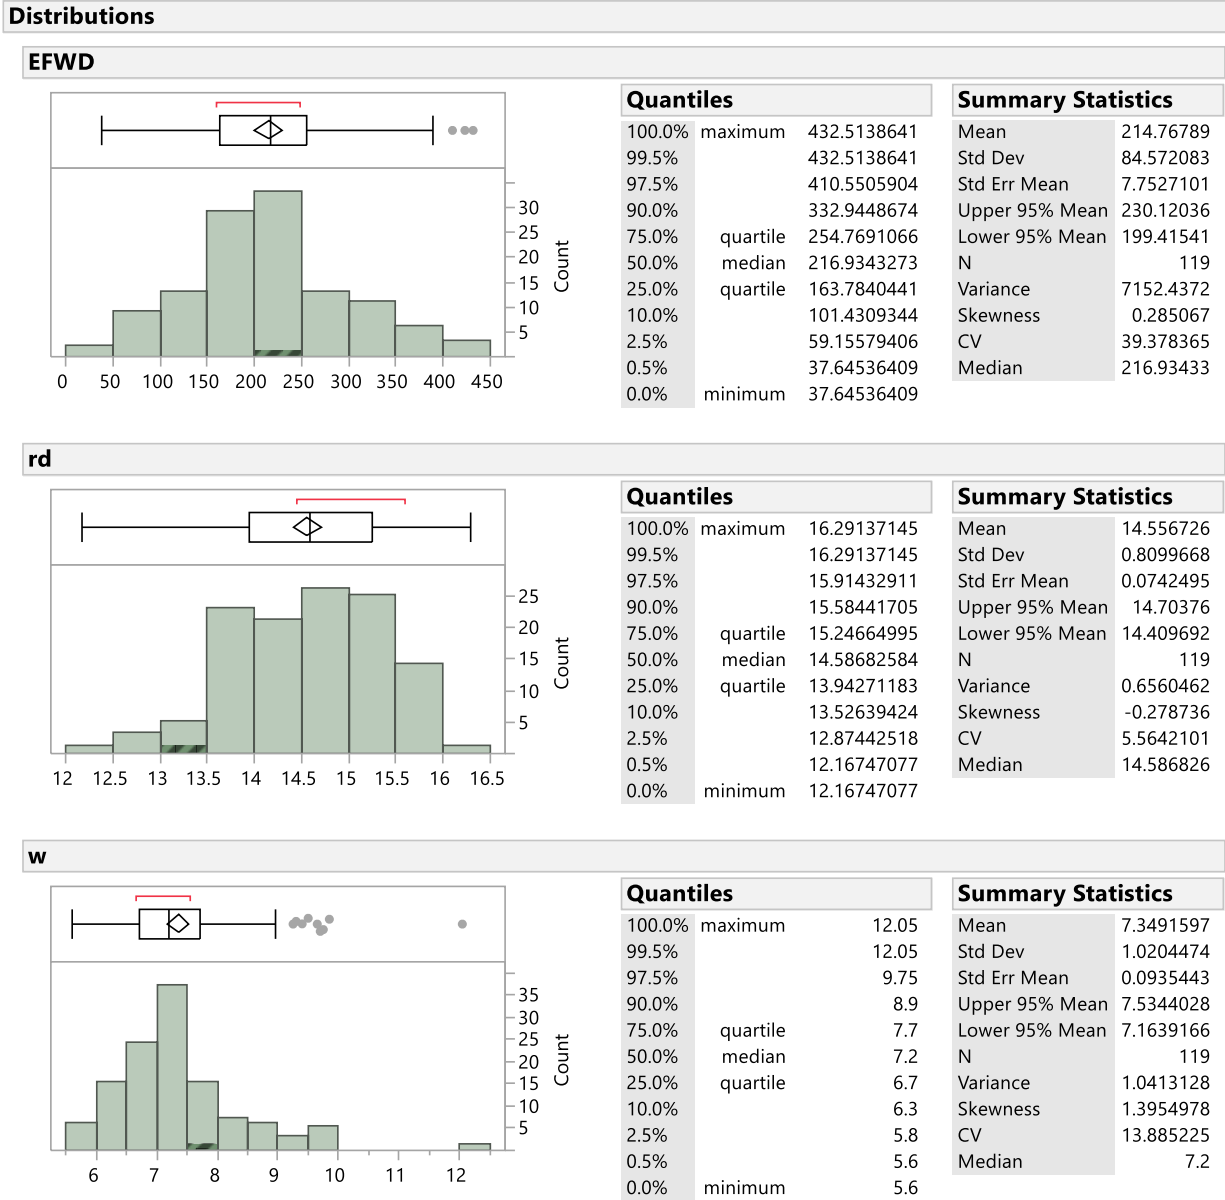 Distributions
EFWD
30
25
20
15
10
5
Count
0 50 100 150 200 250 300 350 400 450
Quantiles
100.0% maximum 432.5138641
99.5% 432.5138641
97.5% 410.5505904
90.0% 332.9448674
75.0% quartile 254.7691066
50.0% median 216.9343273
25.0% quartile 163.7840441
10.0% 101.4309344
2.5% 59.15579406
0.5% 37.64536409
0.0% minimum 37.64536409
Summary Statistics
Mean 214.76789
Std Dev 84.572083
Std Err Mean 7.7527101
Upper 95% Mean 230.12036
Lower 95% Mean 199.41541
N 119
Variance 7152.4372
Skewness 0.285067
CV 39.378365
Median 216.93433
rd
25
20
15
10
5
Count
12 12.5 13 13.5 14 14.5 15 15.5 16 16.5
Quantiles
100.0% maximum 16.29137145
99.5% 16.29137145
97.5% 15.91432911
90.0% 15.58441705
75.0% quartile 15.24664995
50.0% median 14.58682584
25.0% quartile 13.94271183
10.0% 13.52639424
2.5% 12.87442518
0.5% 12.16747077
0.0% minimum 12.16747077
Summary Statistics
Mean 14.556726
Std Dev 0.8099668
Std Err Mean 0.0742495
Upper 95% Mean 14.70376
Lower 95% Mean 14.409692
N 119
Variance 0.6560462
Skewness -0.278736
CV 5.5642101
Median 14.586826
w
35
30
25
20
15
10
5
Count
6 7 8 9 10 11 12
Quantiles
100.0% maximum 12.05
99.5% 12.05
97.5% 9.75
90.0% 8.9
75.0% quartile 7.7
50.0% median 7.2
25.0% quartile 6.7
10.0% 6.3
2.5% 5.8
0.5% 5.6
0.0% minimum 5.6
Summary Statistics
Mean 7.3491597
Std Dev 1.0204474
Std Err Mean 0.0935443
Upper 95% Mean 7.5344028
Lower 95% Mean 7.1639166
N 119
Variance 1.0413128
Skewness 1.3954978
CV 13.885225
Median 7.2